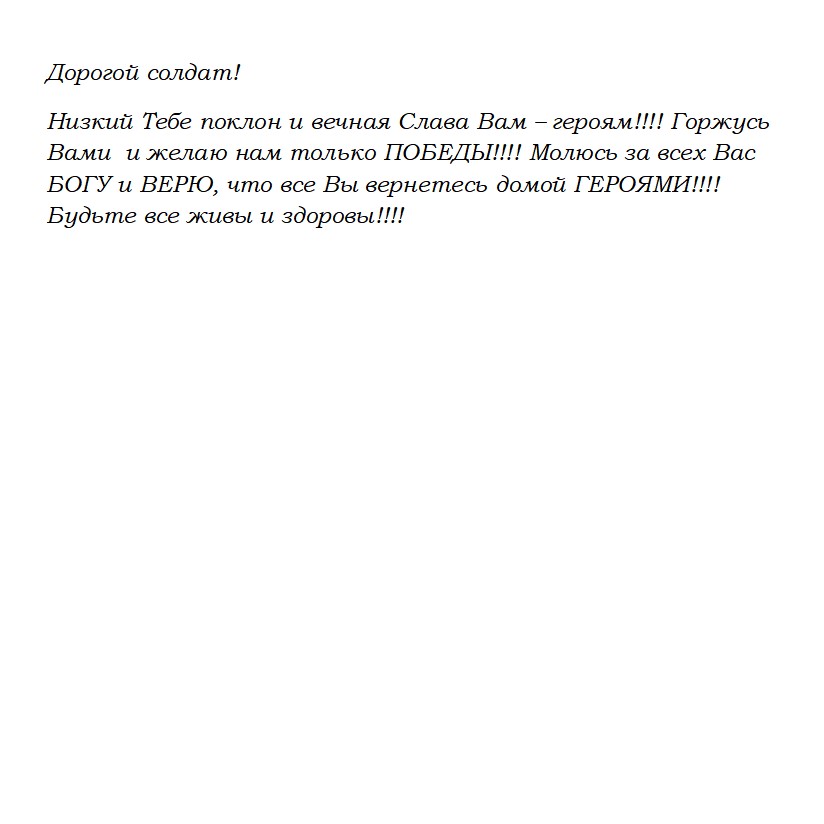 Дорогой солдат!
Низкий Тебе поклон и вечная Слава Вам – героям!!!! Горжусь
Вами  и желаю нам только ПОБЕДЫ!!!! Молюсь за всех Вас
БОГУ и ВЕРЮ, что все Вы вернетесь домой ГЕРОЯМИ!!!!
Будьте все живы и здоровы!!!!